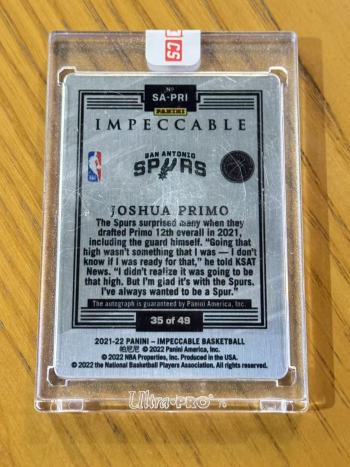 CS
Nº
SA-PRI
PANINI
IMPECCABLE
SAN ANTONIO
SPURS
NBA
JOSHUA PRIMO
The Spurs surprised many when they
drafted Primo 12th overall in 2021,
including the guard himself. “Going that
high wasn't something that I was — I don't
know if I was ready for that,” he told KSAT
News. “I didn't realize it was going to be
that high. But I'm glad it's with the Spurs.
I've always wanted to be a Spur.”
The autograph is guaranteed by Panini America, Inc.
35 of 49
2021-22 PANINI – IMPECCABLE BASKETBALL
帕尼尼 © 2022 Panini America, Inc.
© 2022 NBA Properties, Inc. Produced in the USA.
© 2022 the National Basketball Players Association. All rights reserved.
Ultra·PRO®